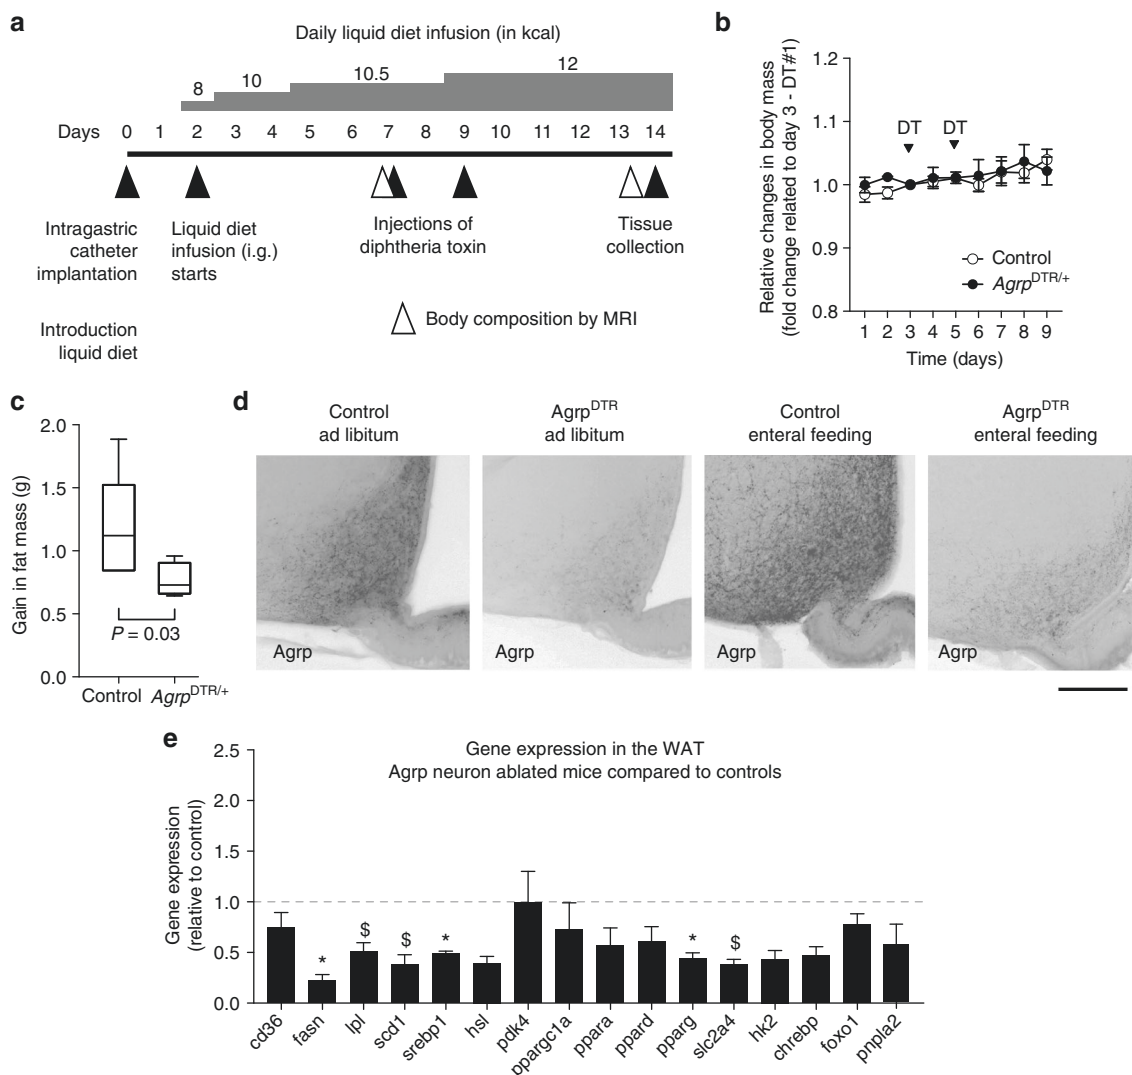 a
Daily liquid diet infusion (in kcal)
8 10 10.5 12
Days 0 1 2 3 4 5 6 7 8 9 10 11 12 13 14
Intragastric
catheter
implantation
Liquid diet
infusion (i.g.)
starts
Injections of
diphtheria toxin
Tissue
collection
Introduction
liquid diet
Body composition by MRI
b
Relative changes in body mass
(fold change related to day 3 - DT#1)
1.2
1.1
1.0
0.9
0.8
DT DT
Control
Agrp^DTR/+
1 2 3 4 5 6 7 8 9
Time (days)
c
Gain in fat mass (g)
2.0
1.5
1.0
0.5
0.0
P = 0.03
Control Agrp^DTR/+
d
Control
ad libitum
Agrp^DTR
ad libitum
Control
enteral feeding
Agrp^DTR
enteral feeding
Agrp Agrp Agrp Agrp
e
Gene expression in the WAT
Agrp neuron ablated mice compared to controls
Gene expression
(relative to control)
2.5
2.0
1.5
1.0
0.5
0.0
* $ $ * * $
cd36 fasn lpl scd1 srebp1 hsl pdk4 ppargc1a ppara ppard pparg slc2a4 hk2 chrebp foxo1 pnpla2